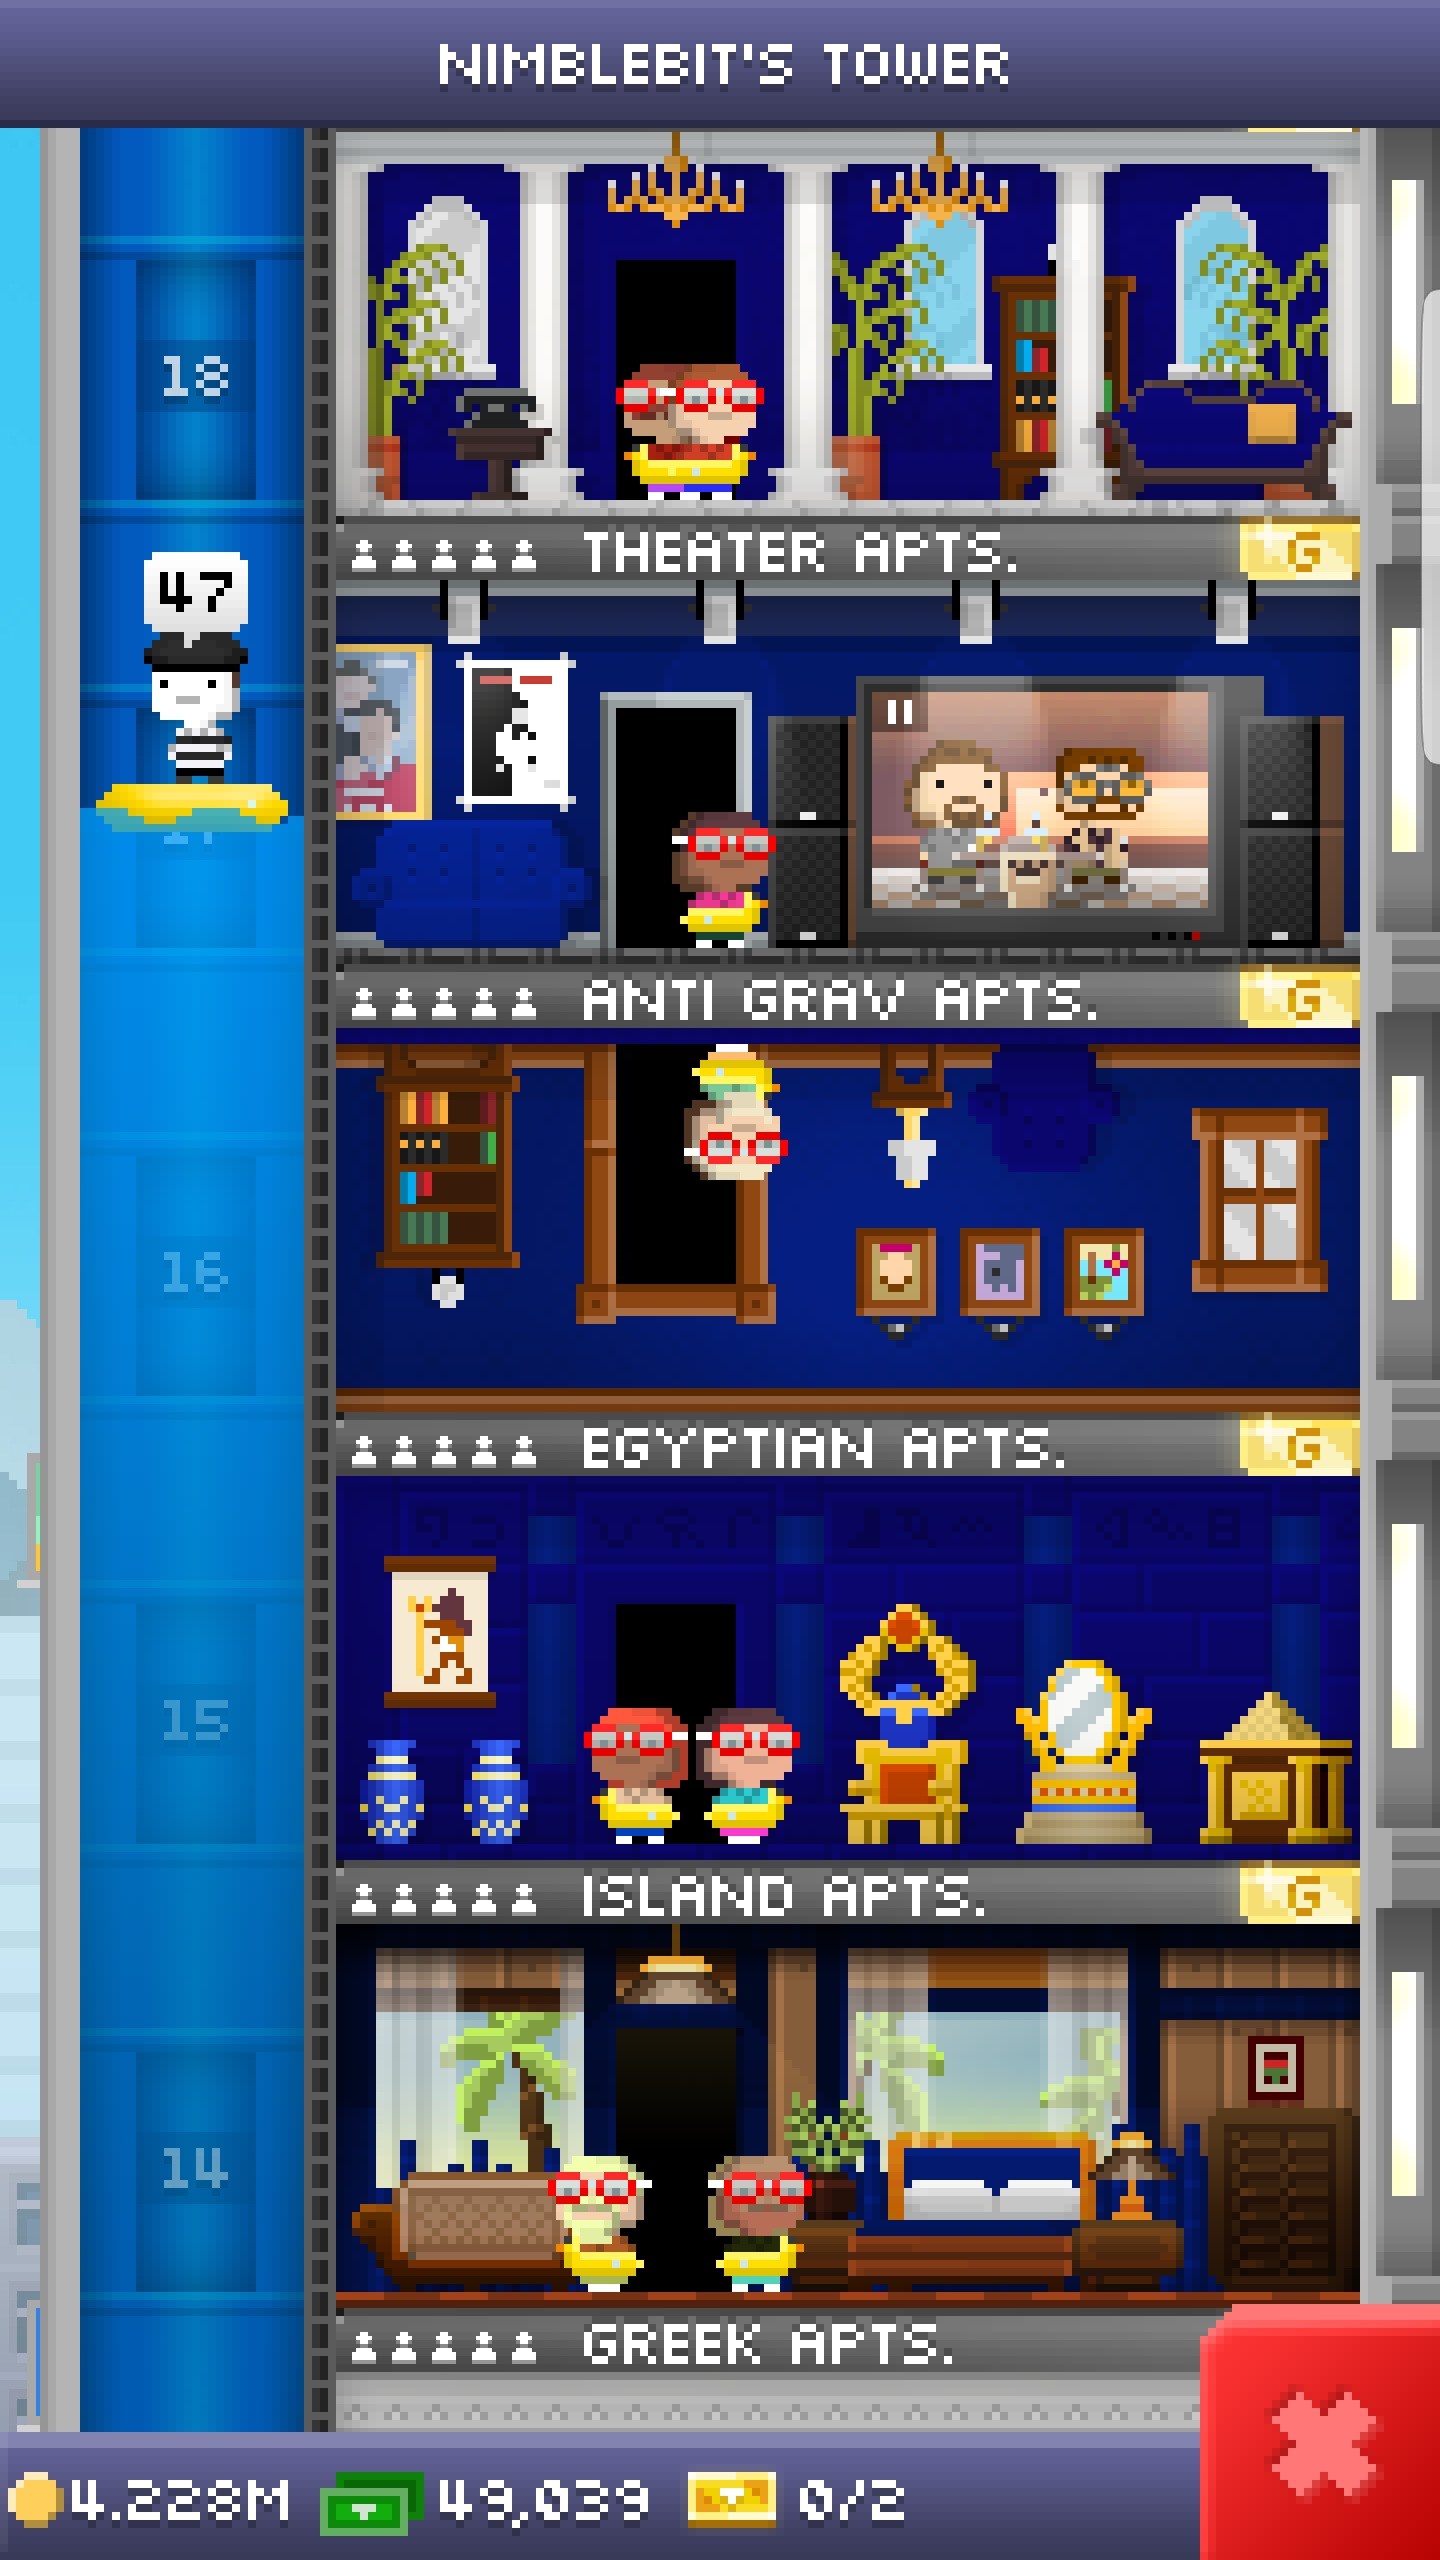 NIMBLEBIT'S TOWER
18
THEATER APTS. G
47
17
ANTI GRAV APTS. G
16
EGYPTIAN APTS. G
15
ISLAND APTS. G
14
GREEK APTS.
4.228M 49,039 0/2